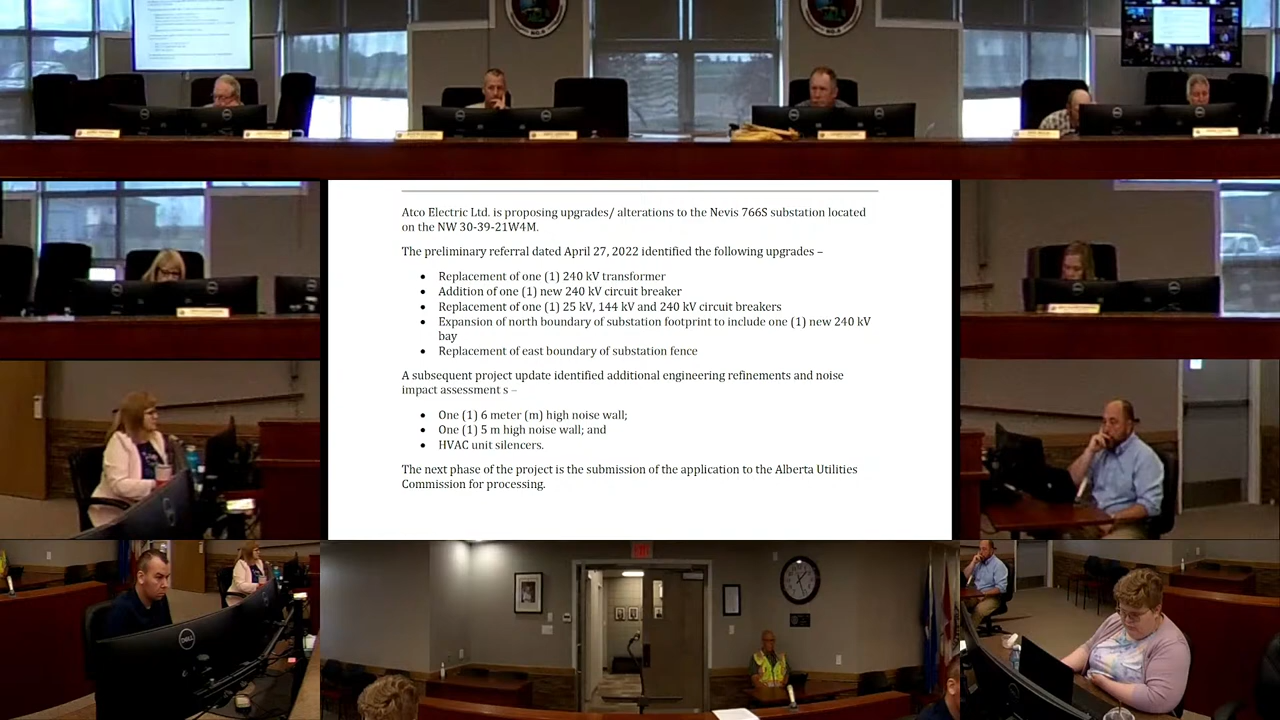 Atco Electric Ltd. is proposing upgrades/ alterations to the Nevis 766S substation located
on the NW 30-39-21W4M.
The preliminary referral dated April 27, 2022 identified the following upgrades –
• Replacement of one (1) 240 kV transformer
• Addition of one (1) new 240 kV circuit breaker
• Replacement of one (1) 25 kV, 144 kV and 240 kV circuit breakers
• Expansion of north boundary of substation footprint to include one (1) new 240 kV
bay
• Replacement of east boundary of substation fence
A subsequent project update identified additional engineering refinements and noise
impact assessment s –
• One (1) 6 meter (m) high noise wall;
• One (1) 5 m high noise wall; and
• HVAC unit silencers.
The next phase of the project is the submission of the application to the Alberta Utilities
Commission for processing.
DELL